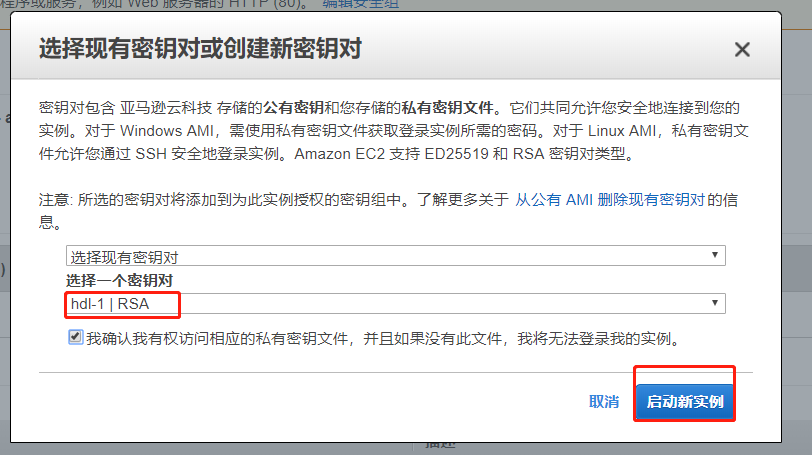 程序或服务，例如 Web 服务器的 HTTP (80)。 编辑安全组
选择现有密钥对或创建新密钥对
密钥对包含 亚马逊云科技 存储的公有密钥和您存储的私有密钥文件。它们共同允许您安全地连接到您的
实例。对于 Windows AMI，需使用私有密钥文件获取登录实例所需的密码。对于 Linux AMI，私有密钥文
件允许您通过 SSH 安全地登录实例。Amazon EC2 支持 ED25519 和 RSA 密钥对类型。
注意: 所选的密钥对将添加到为此实例授权的密钥组中。了解更多关于 从公有 AMI 删除现有密钥对 的信
息。
选择现有密钥对
选择一个密钥对
hdl-1 | RSA
我确认我有权访问相应的私有密钥文件，并且如果没有此文件，我将无法登录我的实例。
取消 启动新实例
描述